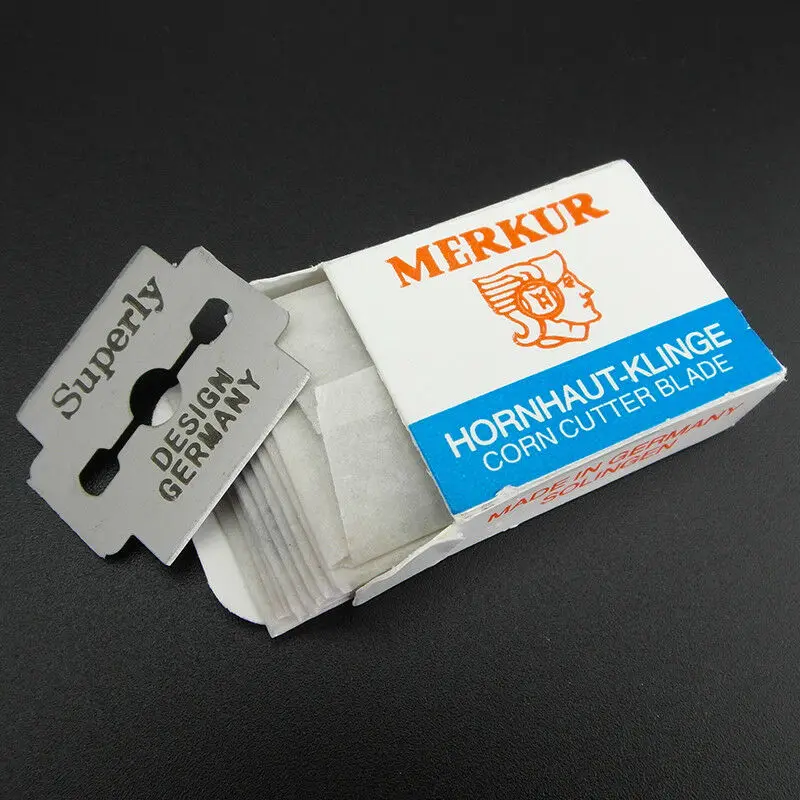 Superly
DESIGN
GERMANY
MERKUR
HORNHAUT-KLINGE
CORN CUTTER BLADE
MADE IN GERMANY
SOLINGEN